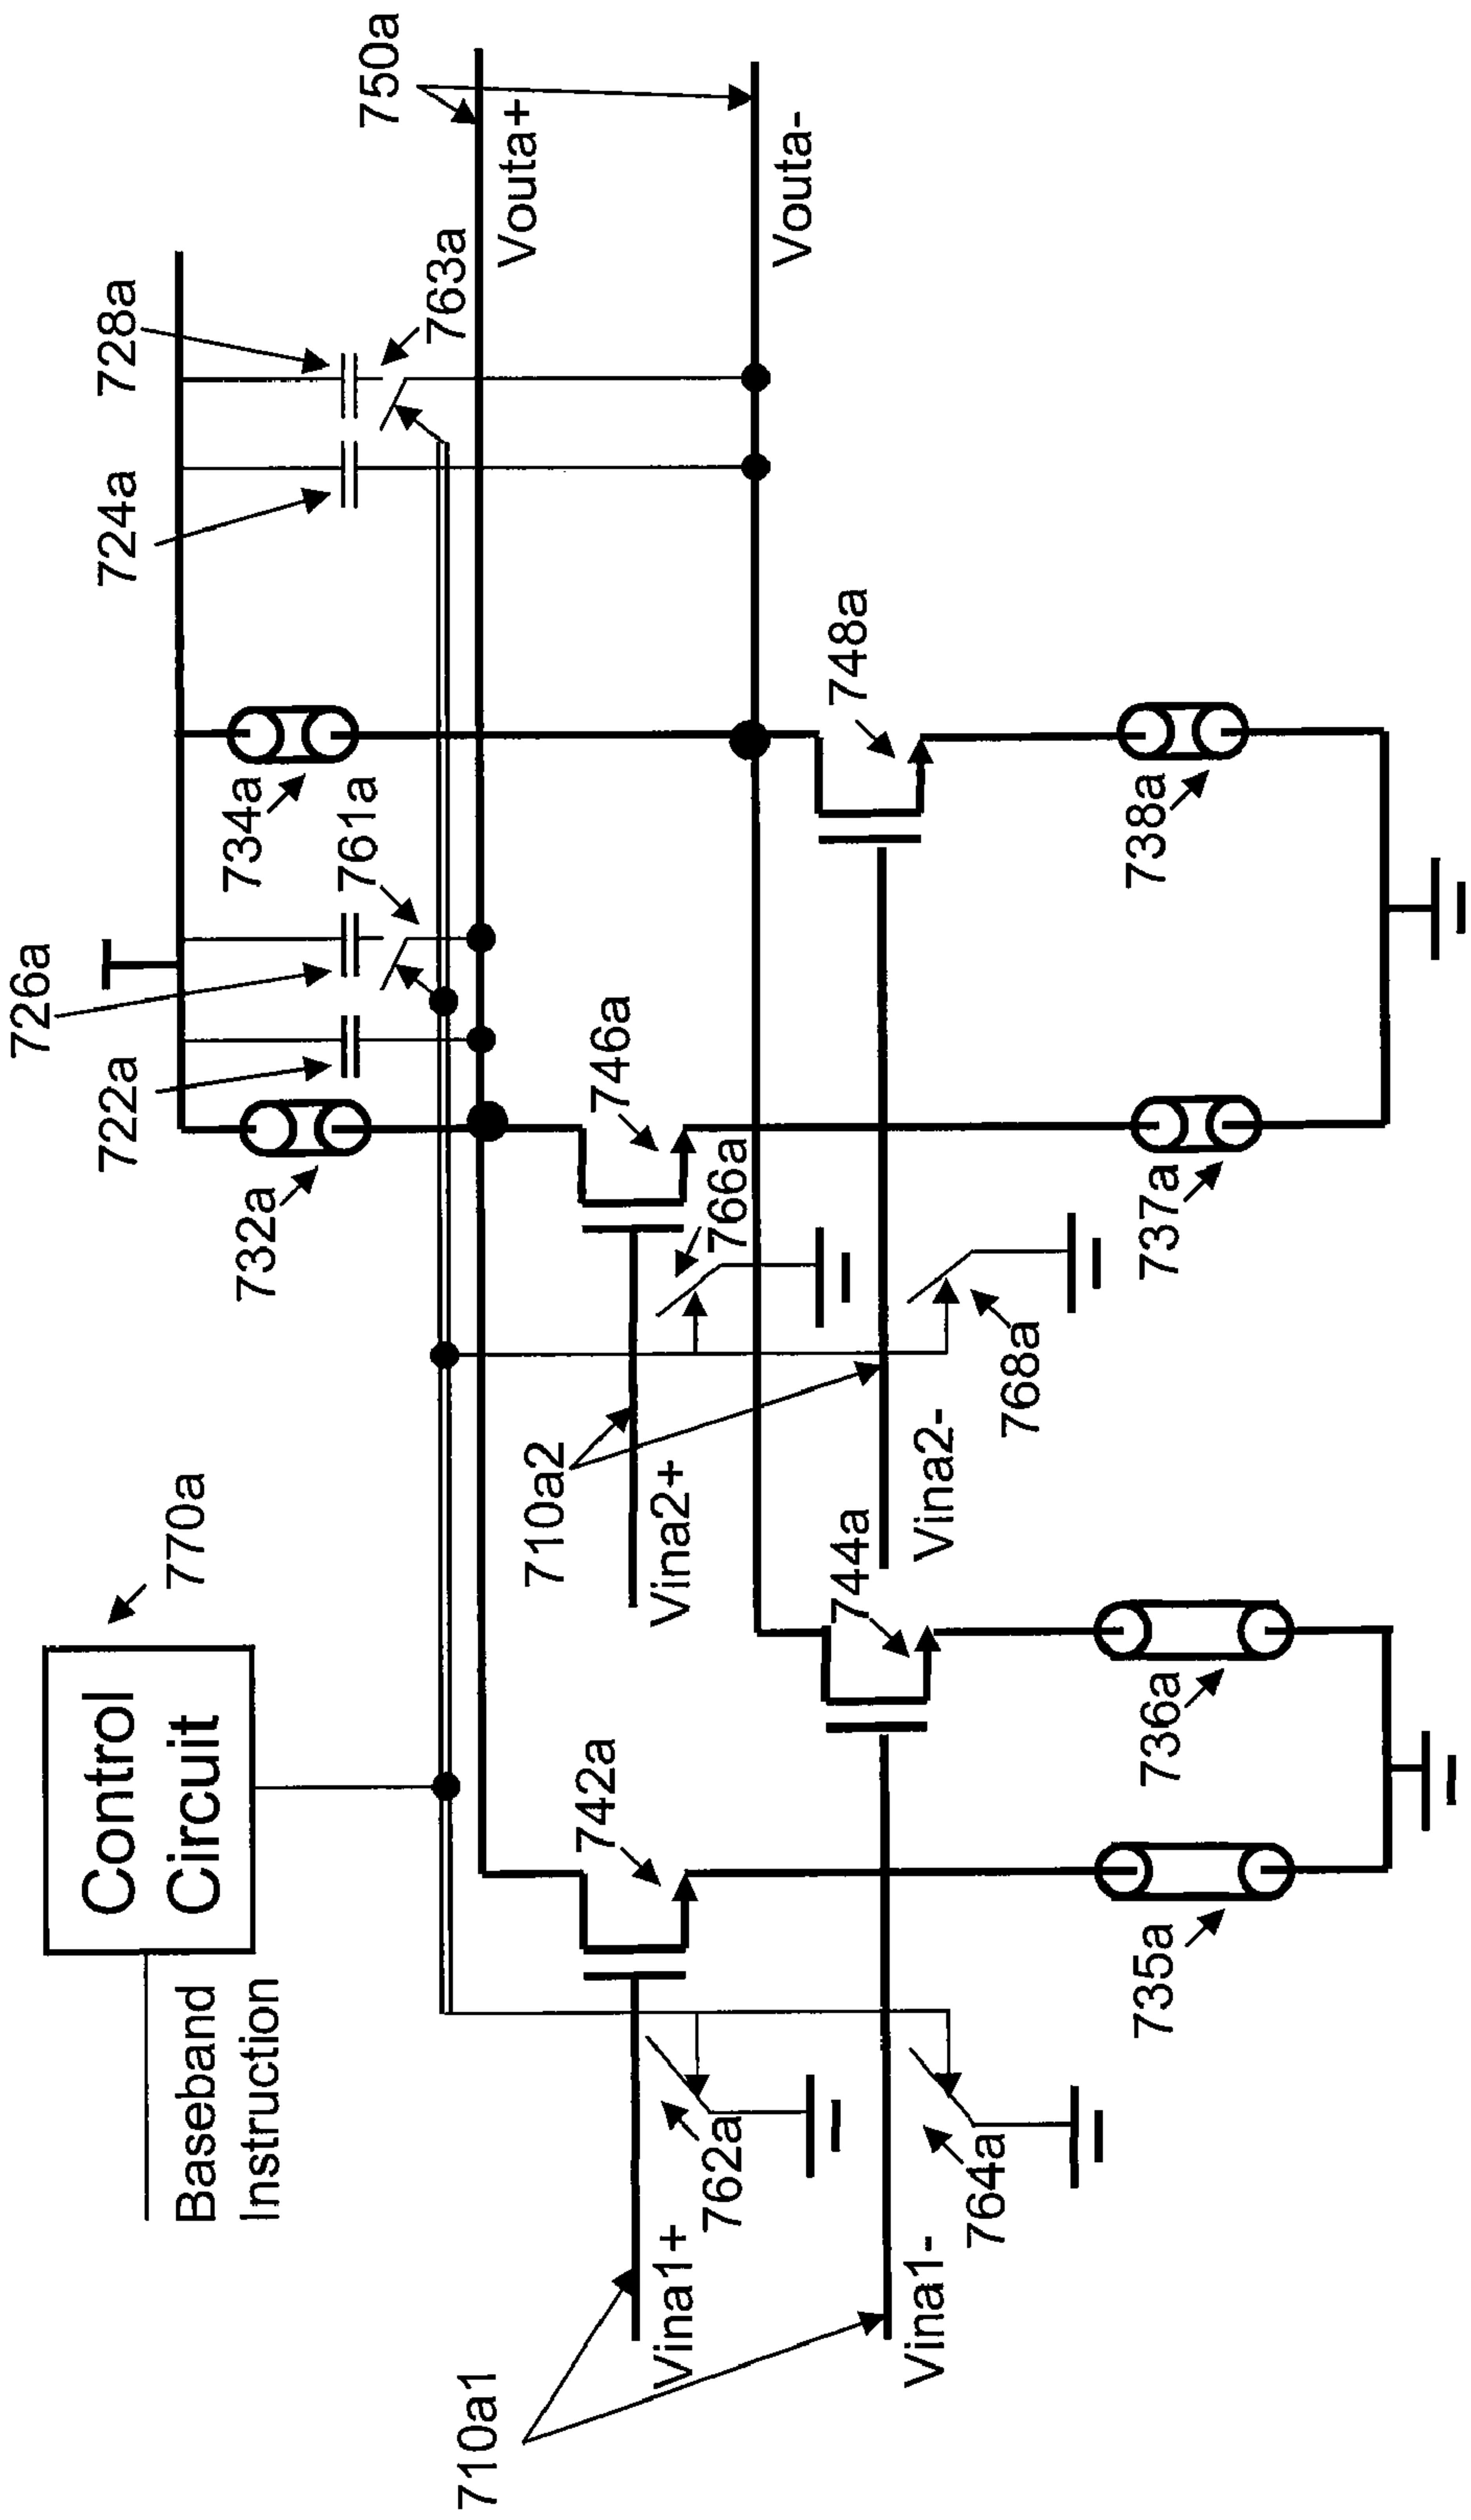 Control
Circuit
770a
Baseband
Instruction
726a
722a
732a
734a
761a
724a
728a
763a
750a
Vouta+
Vouta-
710a1
Vina1+
762a
742a
Vina1-
764a
744a
710a2
Vina2+
746a
766a
Vina2-
768a
748a
735a
736a
737a
738a